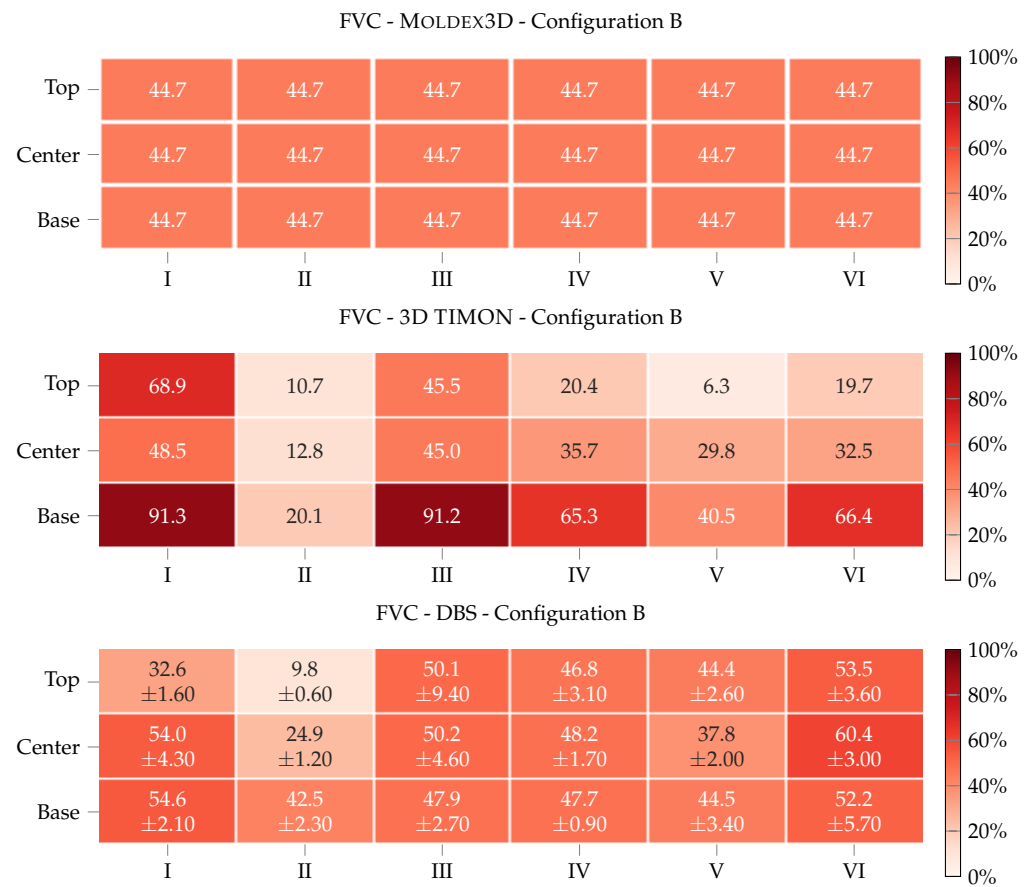 FVC - MOLDEX3D - Configuration B
100%
Top 44.7 44.7 44.7 44.7 44.7 44.7
80%
60%
Center 44.7 44.7 44.7 44.7 44.7 44.7
40%
Base 44.7 44.7 44.7 44.7 44.7 44.7
20%
0%
I II III IV V VI
FVC - 3D TIMON - Configuration B
100%
Top 68.9 10.7 45.5 20.4 6.3 19.7
80%
60%
Center 48.5 12.8 45.0 35.7 29.8 32.5
40%
Base 91.3 20.1 91.2 65.3 40.5 66.4
20%
0%
I II III IV V VI
FVC - DBS - Configuration B
100%
32.6 9.8 50.1 46.8 44.4 53.5
Top
±1.60 ±0.60 ±9.40 ±3.10 ±2.60 ±3.60
80%
54.0 24.9 50.2 48.2 37.8 60.4
60%
Center
±4.30 ±1.20 ±4.60 ±1.70 ±2.00 ±3.00
40%
54.6 42.5 47.9 47.7 44.5 52.2
Base
±2.10 ±2.30 ±2.70 ±0.90 ±3.40 ±5.70
20%
0%
I II III IV V VI